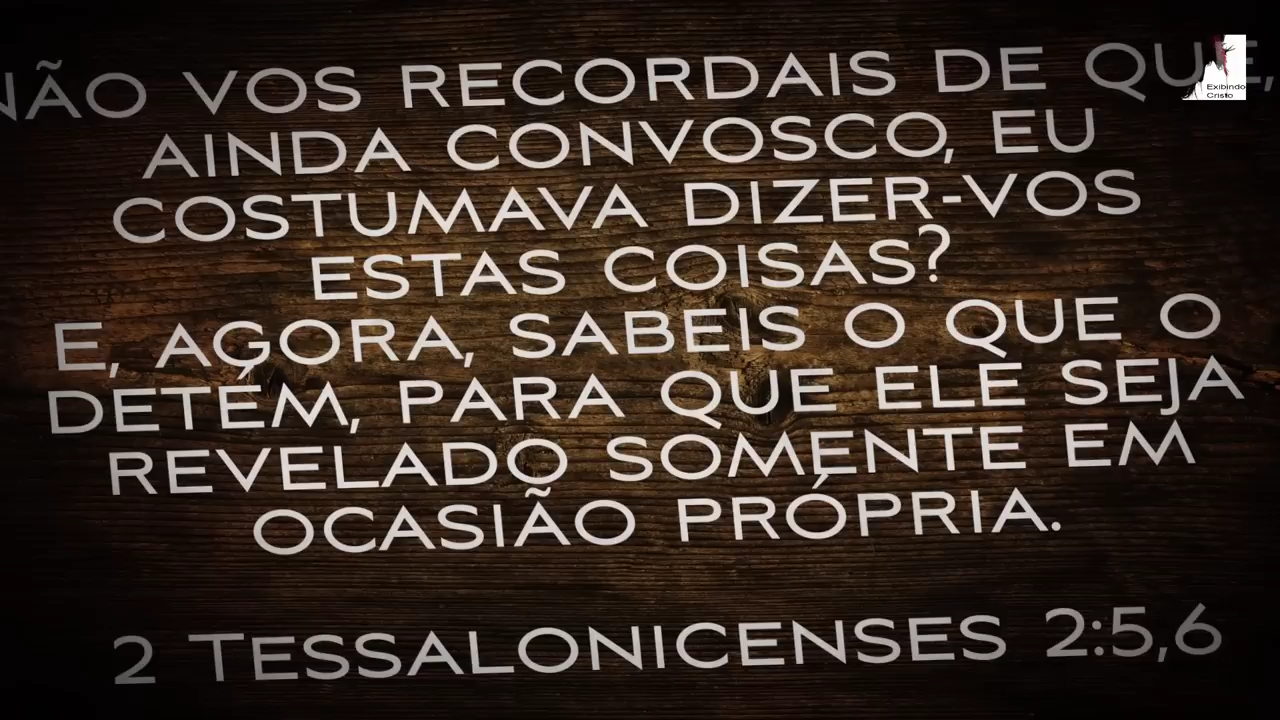 NÃO VOS RECORDAIS DE QUE,
AINDA CONVOSCO, EU
COSTUMAVA DIZER-VOS
ESTAS COISAS?
E, AGORA, SABEIS O QUE O
DETÉM, PARA QUE ELE SEJA
REVELADO SOMENTE EM
OCASIÃO PRÓPRIA.
2 TESSALONICENSES 2:5,6
Exibindo
Cristo